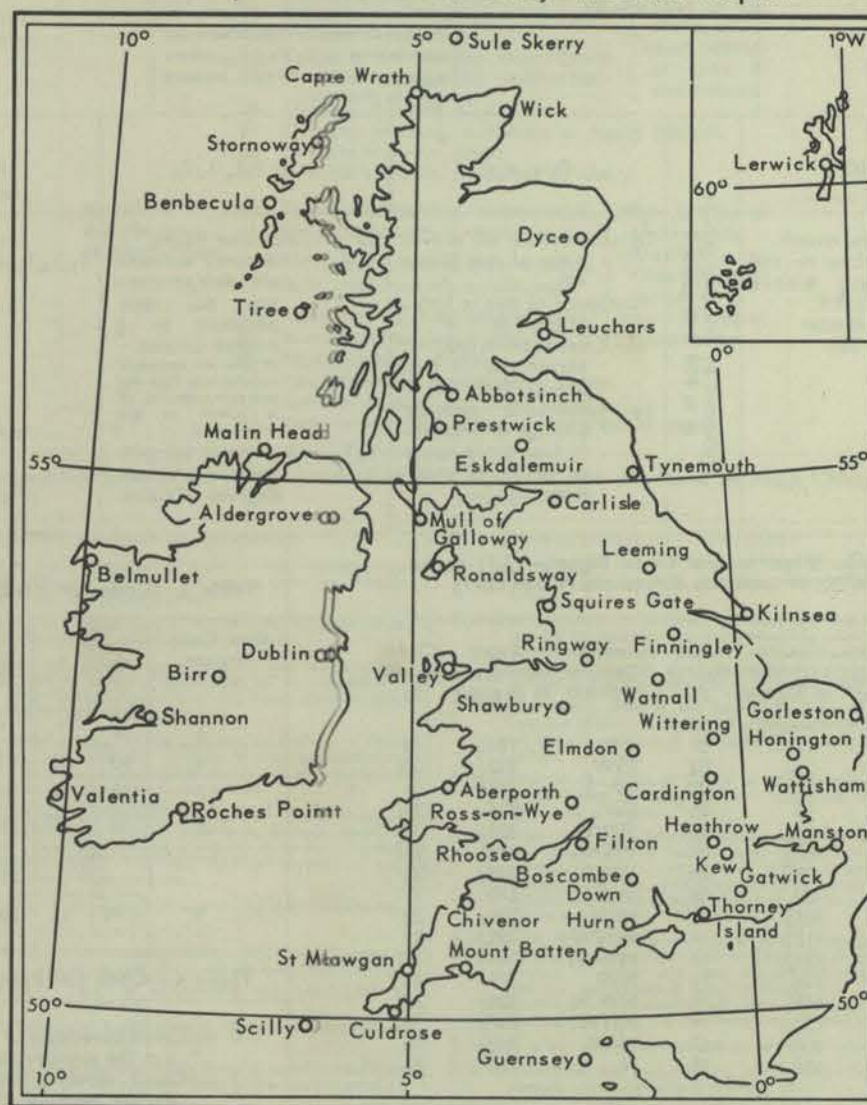 10° 5° 1°W
Sule Skerry
Cape Wrath
Wick
Stornoway
Lerwick
60°
Benbecula
Dyce
Tiree
Leuchars
0°
Abbotsinch
Prestwick
Malin Head
Eskdalemuir
Tynemouth
55° 55°
Carlisle
Aldergrove
Mull of
Galloway
Leeming
Belmullet
Ronaldsway
Squires Gate
Kilnsea
Ringway
Finningley
Dublin
Valley
Birr
Watnall
Shawbury
Wittering
Gorleston
Shannon
Honington
Elmdon
Valentia
Aberporth
Cardington
Wattisham
Roches Point
Ross-on-Wye
Heathrow
Manston
Rhoose
Filton
Kew
Boscombe
Down
Gatwick
Chivenor
Hurn
Thorney
Island
St Mawgan
Mount Batten
50° 50°
Scilly
Culdrose
Guernsey
10° 5° 0°